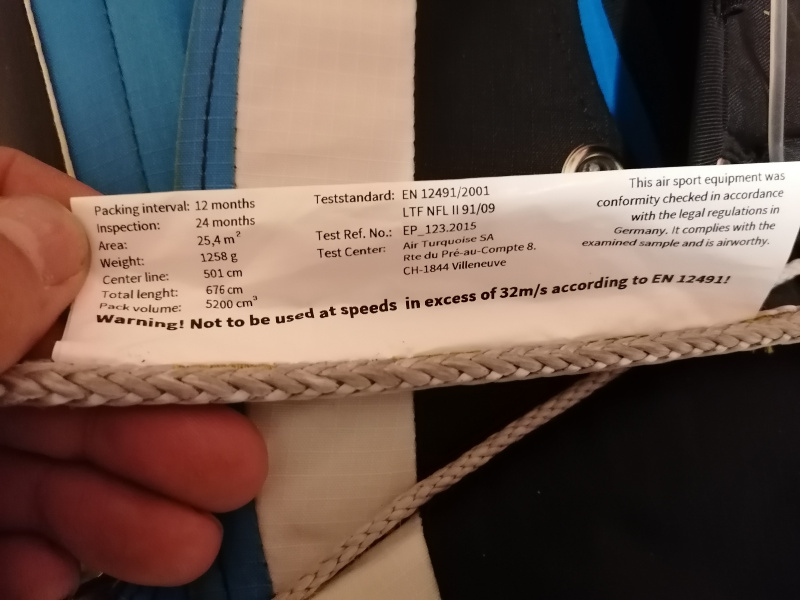 Packing interval: 12 months
Inspection: 24 months
Area: 25,4 m²
Weight: 1258 g
Center line: 501 cm
Total lenght: 676 cm
Pack volume: 5200 cm³
Teststandard: EN 12491/2001
LTF NFL II 91/09
Test Ref. No.: EP_123.2015
Test Center: Air Turquoise SA
Rte du Pré-au-Compte 8.
CH-1844 Villeneuve
This air sport equipment was
conformity checked in accordance
with the legal regulations in
Germany. It complies with the
examined sample and is airworthy.
Warning! Not to be used at speeds in excess of 32m/s according to EN 12491!